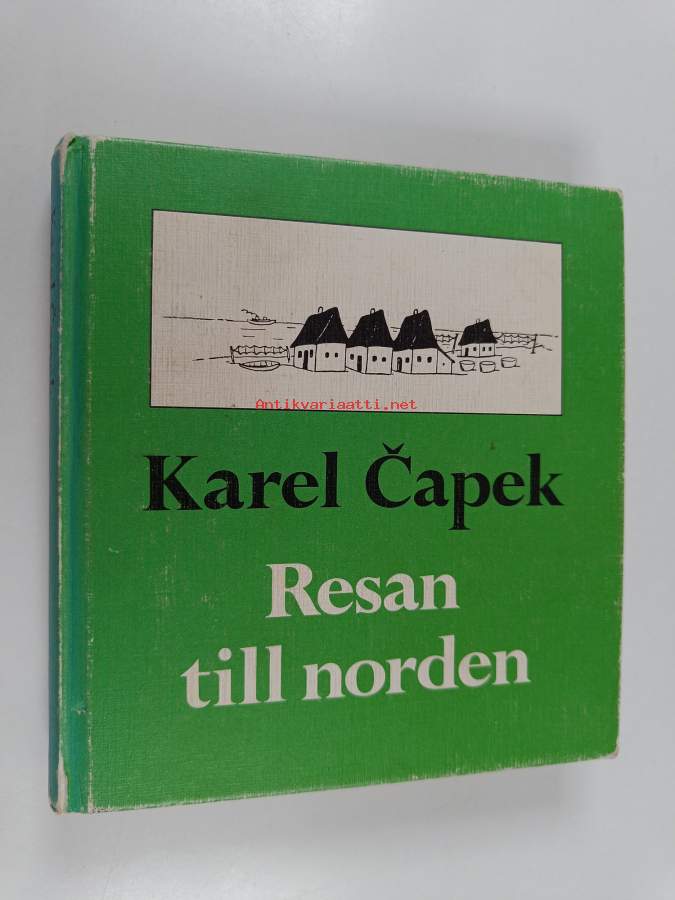 Antikvariaatti.net
Karel Čapek
Resan
till norden